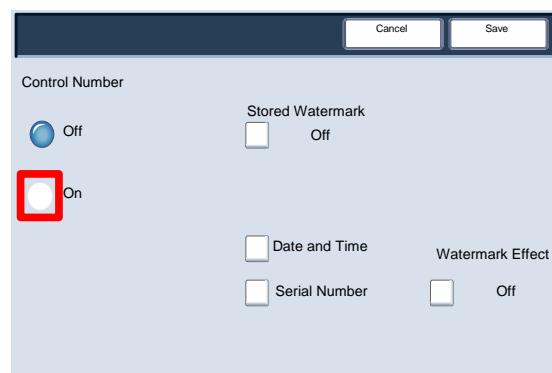 Cancel
Save
Control Number
Off
Stored Watermark
Off
On
Date and Time
Watermark Effect
Serial Number
Off